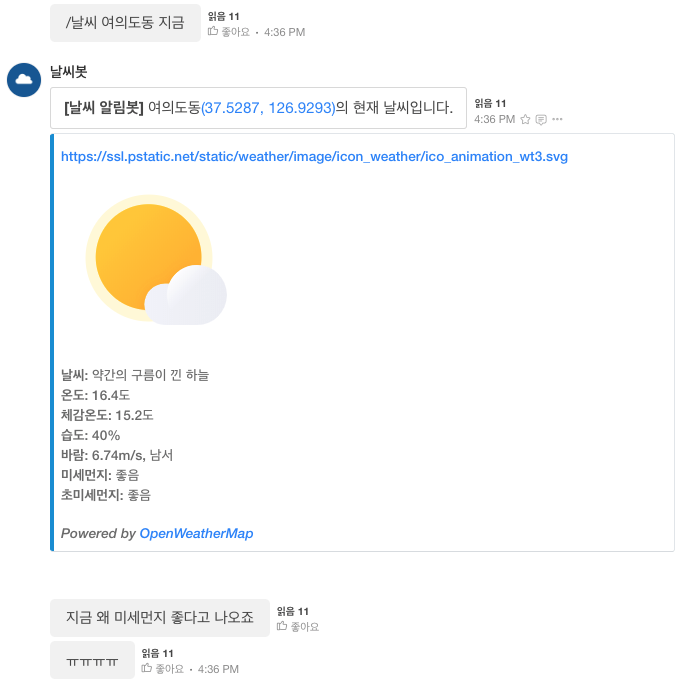 /날씨 여의도동 지금
읽음 11
좋아요 · 4:36 PM
날씨봇
[날씨 알림봇] 여의도동(37.5287, 126.9293)의 현재 날씨입니다.
읽음 11
4:36 PM
https://ssl.pstatic.net/static/weather/image/icon_weather/ico_animation_wt3.svg
날씨: 약간의 구름이 낀 하늘
온도: 16.4도
체감온도: 15.2도
습도: 40%
바람: 6.74m/s, 남서
미세먼지: 좋음
초미세먼지: 좋음
Powered by OpenWeatherMap
지금 왜 미세먼지 좋다고 나오죠
읽음 11
좋아요
ㅠㅠㅠㅠ
읽음 11
좋아요 · 4:36 PM